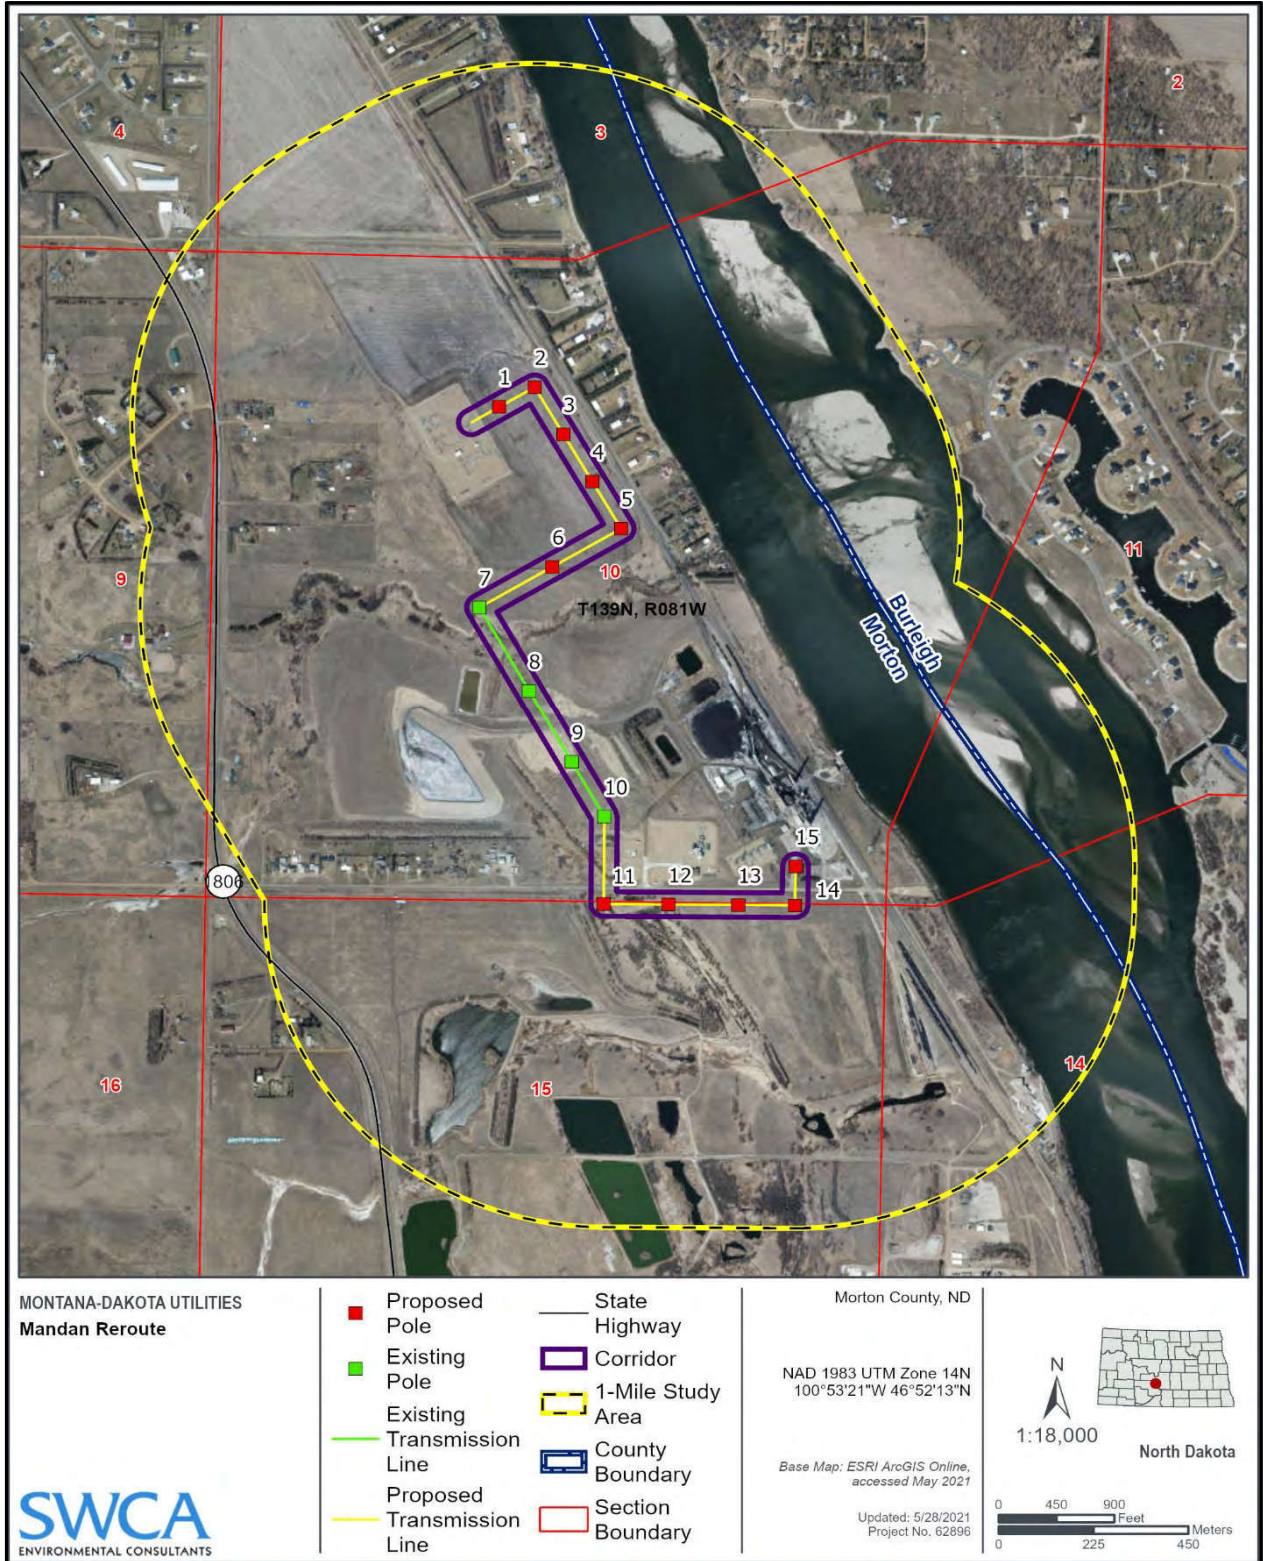 2
4
3
2
1
3
4
5
6
11
9
7
10
T139N, R081W
Burleigh
Morton
8
9
10
15
1806
11
12
13
14
14
16
15
MONTANA-DAKOTA UTILITIES
Mandan Reroute
SWCA
ENVIRONMENTAL CONSULTANTS
Proposed
Pole
Existing
Pole
Existing
Transmission
Line
Proposed
Transmission
Line
State
Highway
Corridor
1-Mile Study
Area
County
Boundary
Section
Boundary
Morton County, ND
NAD 1983 UTM Zone 14N
100°53'21"W 46°52'13"N
Base Map: ESRI ArcGIS Online,
accessed May 2021
Updated: 5/28/2021
Project No. 62896
N
1:18,000
North Dakota
0 450 900
Feet
Meters
0 225 450